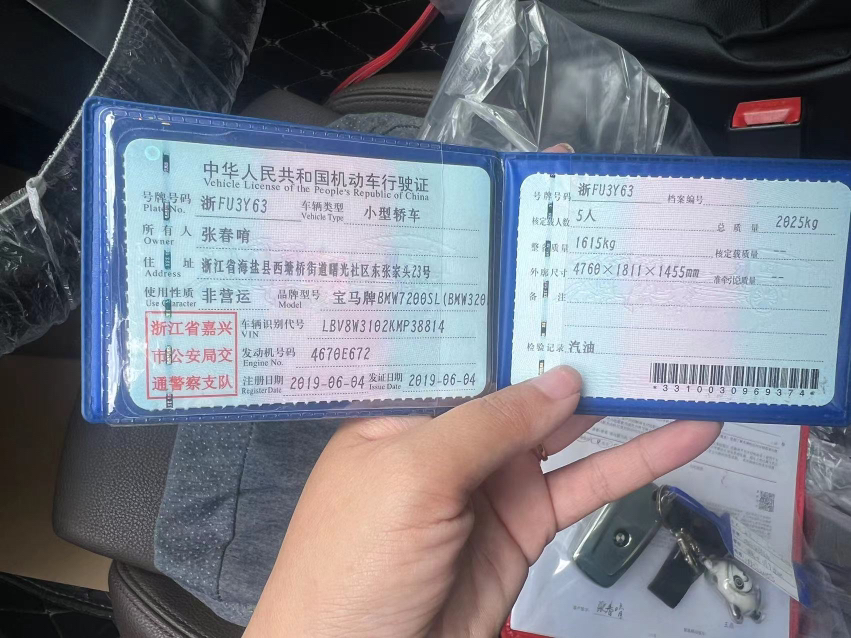 中华人民共和国机动车行驶证
Vehicle License of the People's Republic of China
号牌号码 浙FU3Y63 车辆类型 小型轿车
Plate No. Vehicle Type
所有人 张春哨
Owner
住址 浙江省海盐县西塘桥街道曙光社区东张家头23号
Address
使用性质 非营运 品牌型号 宝马牌BMW7200SL(BMW320
Use Character Model
浙江省嘉兴
市公安局交
通警察支队
车辆识别代号 LBV8W3102KMP38814
VIN
发动机号码 4670E672
Engine No.
注册日期 2019-06-04 发证日期 2019-06-04
Register Date Issue Date
号牌号码 浙FU3Y63 档案编号
核定载人数 5人 总质量 2025kg
整备质量 1615kg 核定载质量 --
外廓尺寸 4760×1811×1455mm 准牵引总质量 --
备注
检验记录 汽油
*3310030969374*